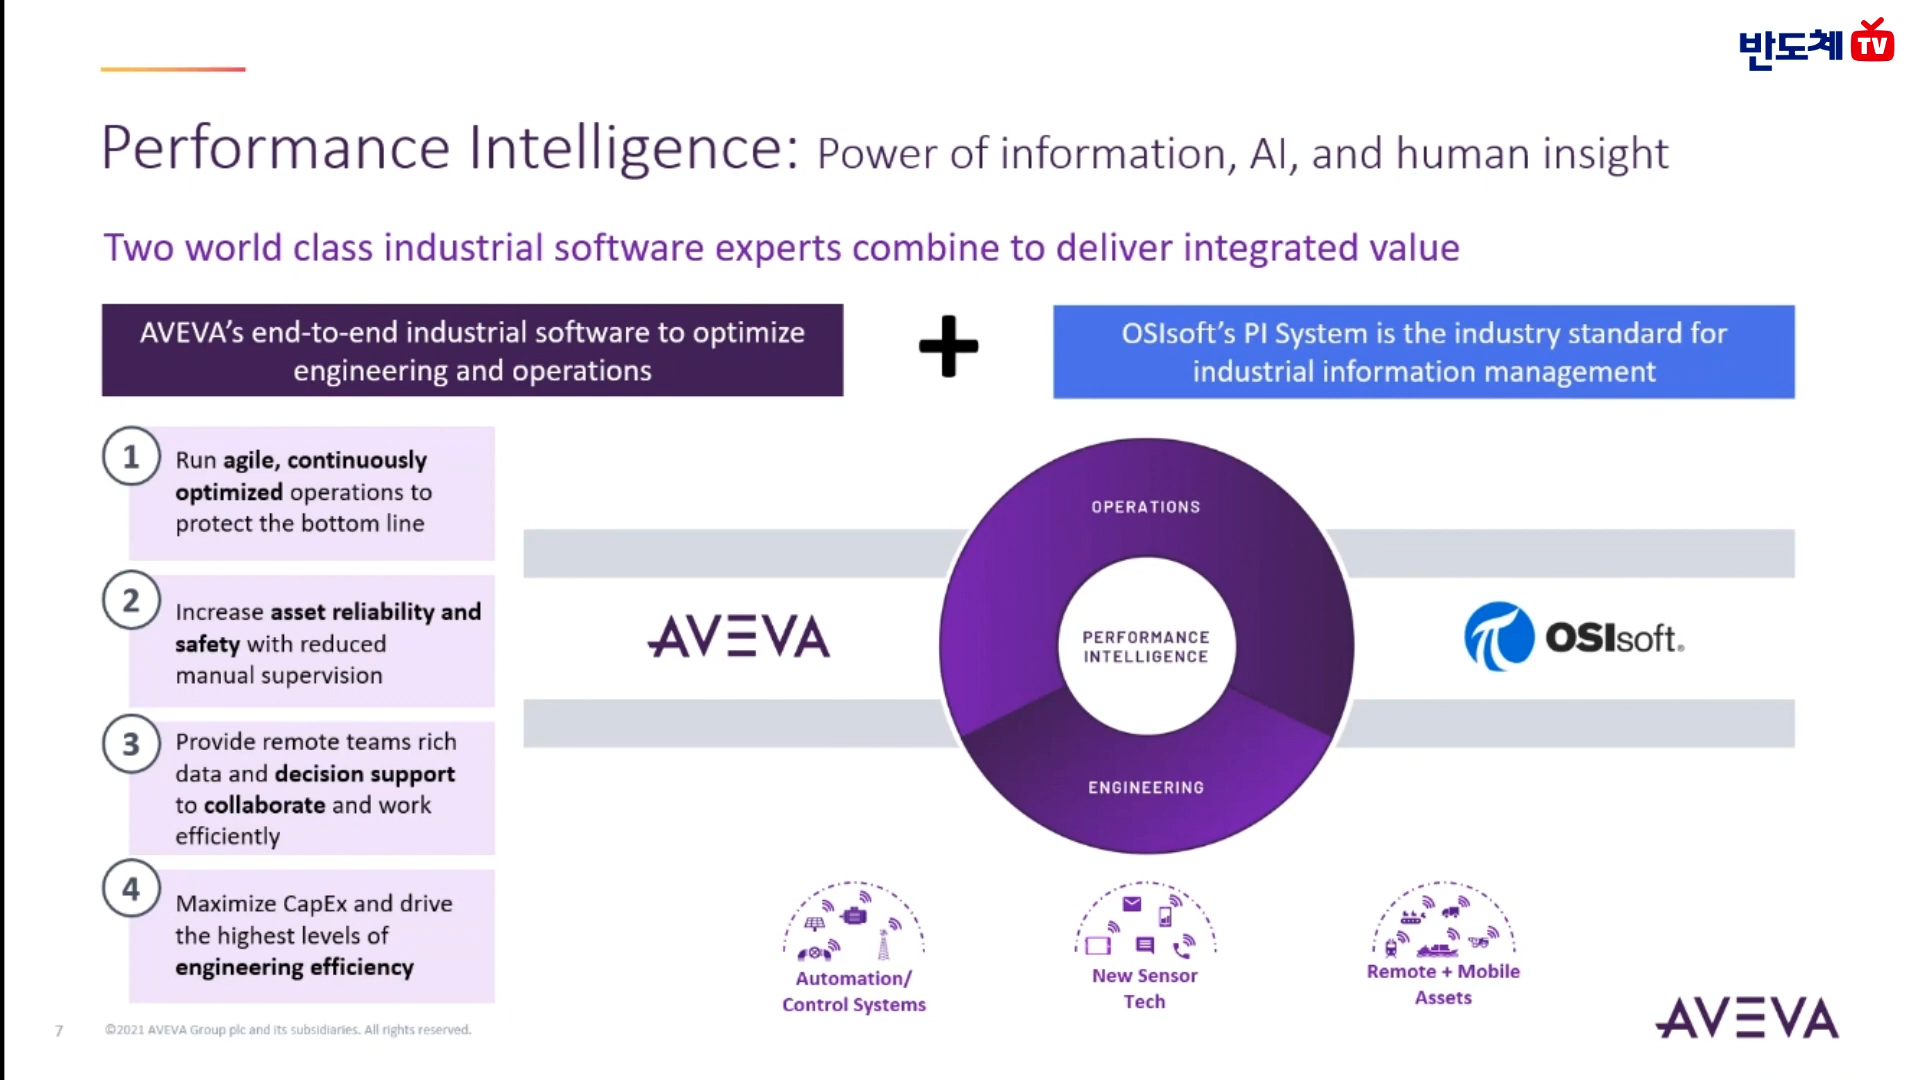 반도체 TV
Performance Intelligence: Power of information, AI, and human insight
Two world class industrial software experts combine to deliver integrated value
AVEVA’s end-to-end industrial software to optimize
engineering and operations
OSIsoft’s PI System is the industry standard for
industrial information management
1
Run agile, continuously
optimized operations to
protect the bottom line
2
Increase asset reliability and
safety with reduced
manual supervision
3
Provide remote teams rich
data and decision support
to collaborate and work
efficiently
4
Maximize CapEx and drive
the highest levels of
engineering efficiency
AVEVA
OPERATIONS
PERFORMANCE
INTELLIGENCE
ENGINEERING
OSIsoft®
Automation/
Control Systems
New Sensor
Tech
Remote + Mobile
Assets
7
©2021 AVEVA Group plc and its subsidiaries. All rights reserved.
AVEVA